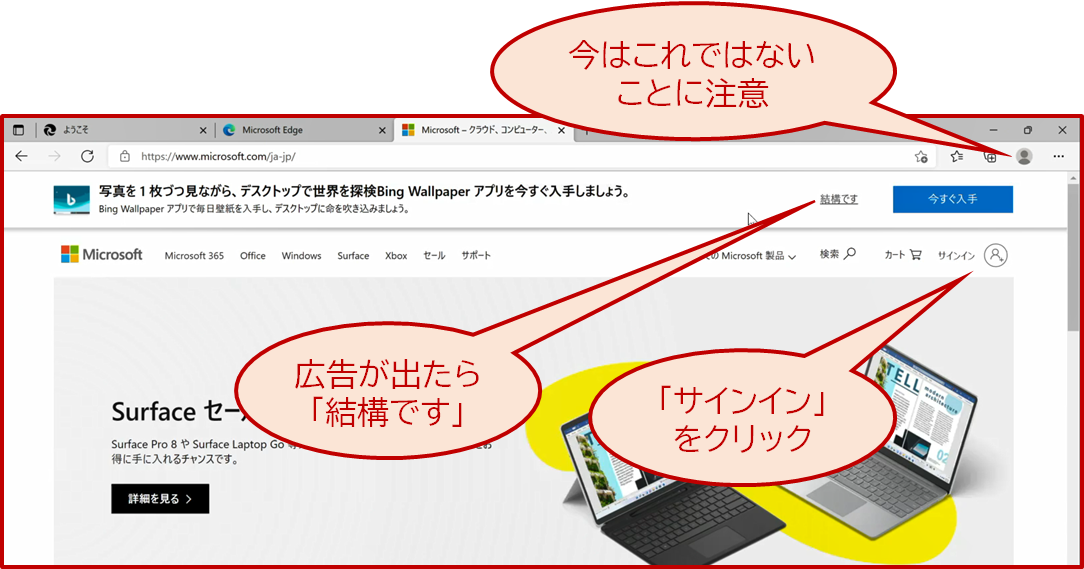 今はこれではない
ことに注意
ようこそ
Microsoft Edge
Microsoft – クラウド、コンピューター、
https://www.microsoft.com/ja-jp/
写真を 1 枚づつ見ながら、デスクトップで世界を探検Bing Wallpaper アプリを今すぐ入手しましょう。
Bing Wallpaper アプリで毎日壁紙を入手し、デスクトップに命を吹き込みましょう。
結構です
今すぐ入手
Microsoft
Microsoft 365 Office Windows Surface Xbox セール サポート
の Microsoft 製品 検索 カート サインイン
広告が出たら
「結構です」
「サインイン」
をクリック
Surface セー
Surface Pro 8 や Surface Laptop Go
得に手に入れるチャンスです。
詳細を見る
TELL
modern
architecture
02
TELL